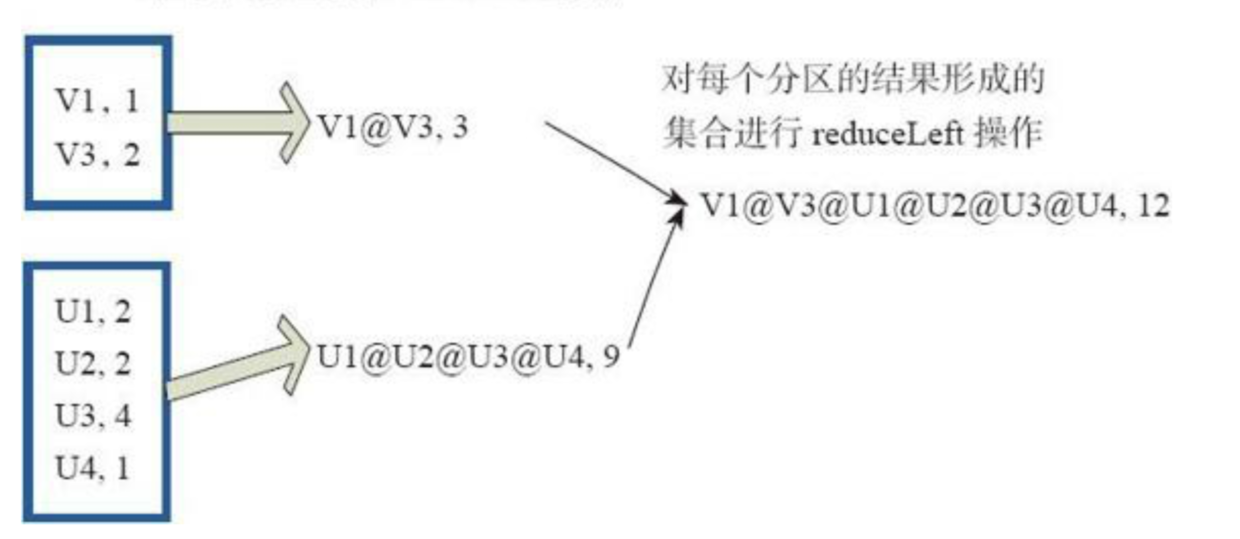 V1, 1
V3, 2
V1@V3, 3
对每个分区的结果形成的
集合进行 reduceLeft 操作
V1@V3@U1@U2@U3@U4, 12
U1, 2
U2, 2
U3, 4
U4, 1
U1@U2@U3@U4, 9